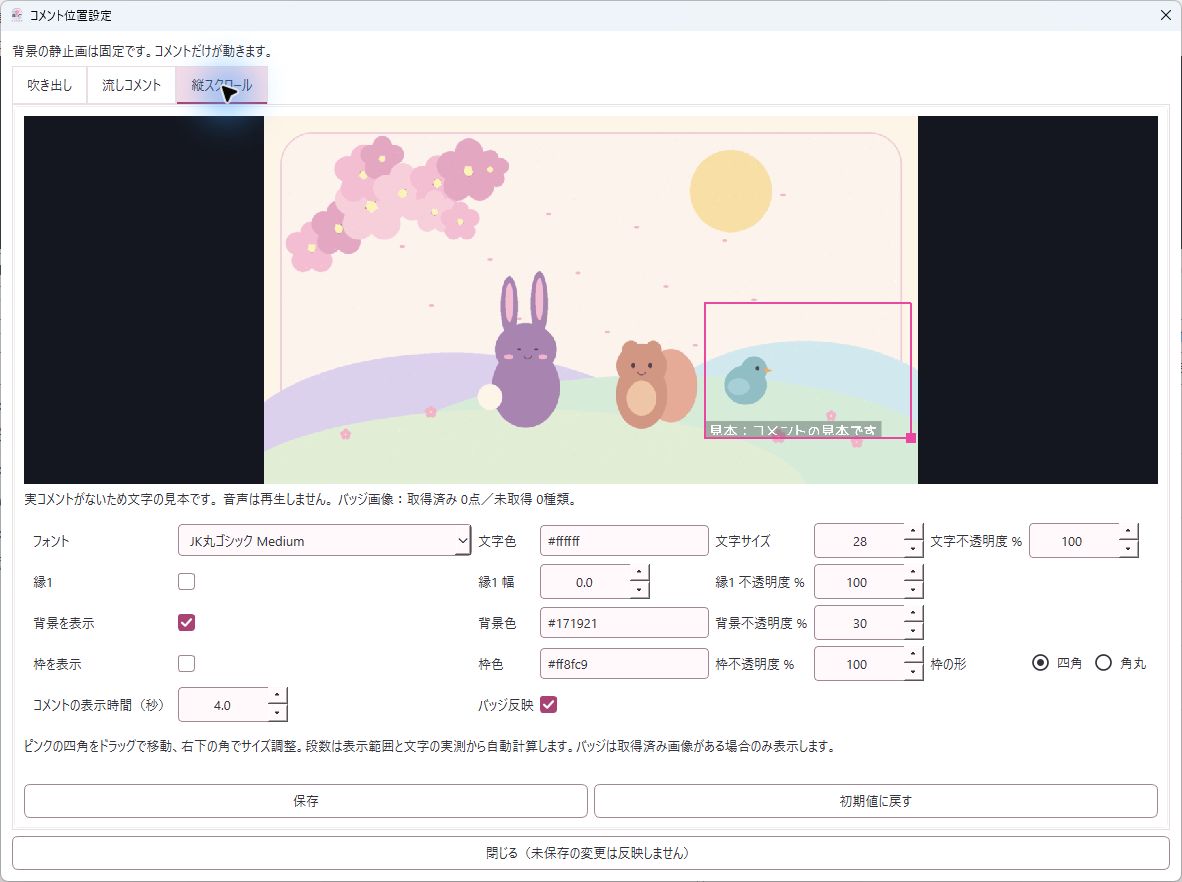 コメント位置設定
背景の静止画は固定です。コメントだけが動きます。
吹き出し 流しコメント 縦スクロール
見本:コメントの見本です
実コメントがないため文字の見本です。音声は再生しません。バッジ画像:取得済み 0点/未取得 0種類。
フォント JK丸ゴシック Medium 文字色 #ffffff 文字サイズ 28 文字不透明度 % 100
縁1 縁1 幅 0.0 縁1 不透明度 % 100
背景を表示 背景色 #171921 背景不透明度 % 30
枠を表示 枠色 #ff8fc9 枠不透明度 % 100 枠の形 四角 角丸
コメントの表示時間(秒) 4.0 バッジ反映
ピンクの四角をドラッグで移動、右下の角でサイズ調整。段数は表示範囲と文字の実測から自動計算します。バッジは取得済み画像がある場合のみ表示します。
保存 初期値に戻す
閉じる(未保存の変更は反映しません)